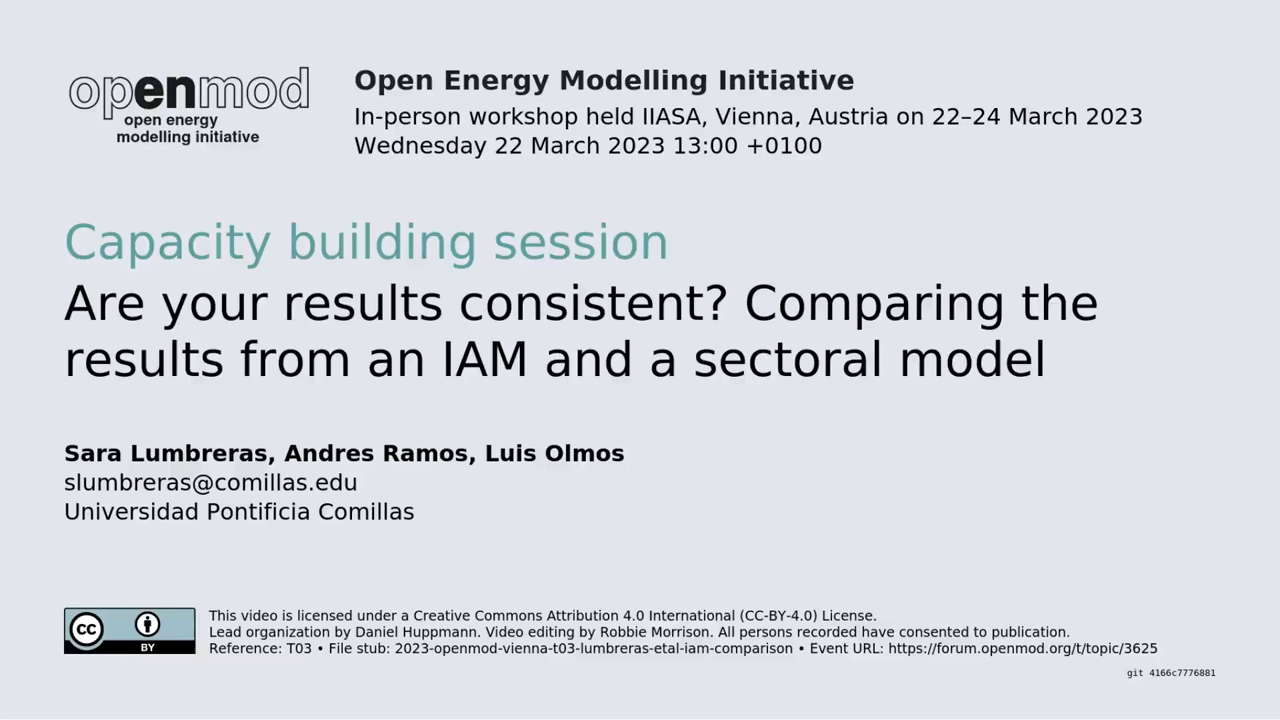 openmod
open energy
modelling initiative
Open Energy Modelling Initiative
In-person workshop held IIASA, Vienna, Austria on 22–24 March 2023
Wednesday 22 March 2023 13:00 +0100
Capacity building session
Are your results consistent? Comparing the
results from an IAM and a sectoral model
Sara Lumbreras, Andres Ramos, Luis Olmos
slumbreras@comillas.edu
Universidad Pontificia Comillas
cc
BY
This video is licensed under a Creative Commons Attribution 4.0 International (CC-BY-4.0) License.
Lead organization by Daniel Huppmann. Video editing by Robbie Morrison. All persons recorded have consented to publication.
Reference: T03 • File stub: 2023-openmod-vienna-t03-lumbreras-etal-iam-comparison • Event URL: https://forum.openmod.org/t/topic/3625
git 4166c7776881